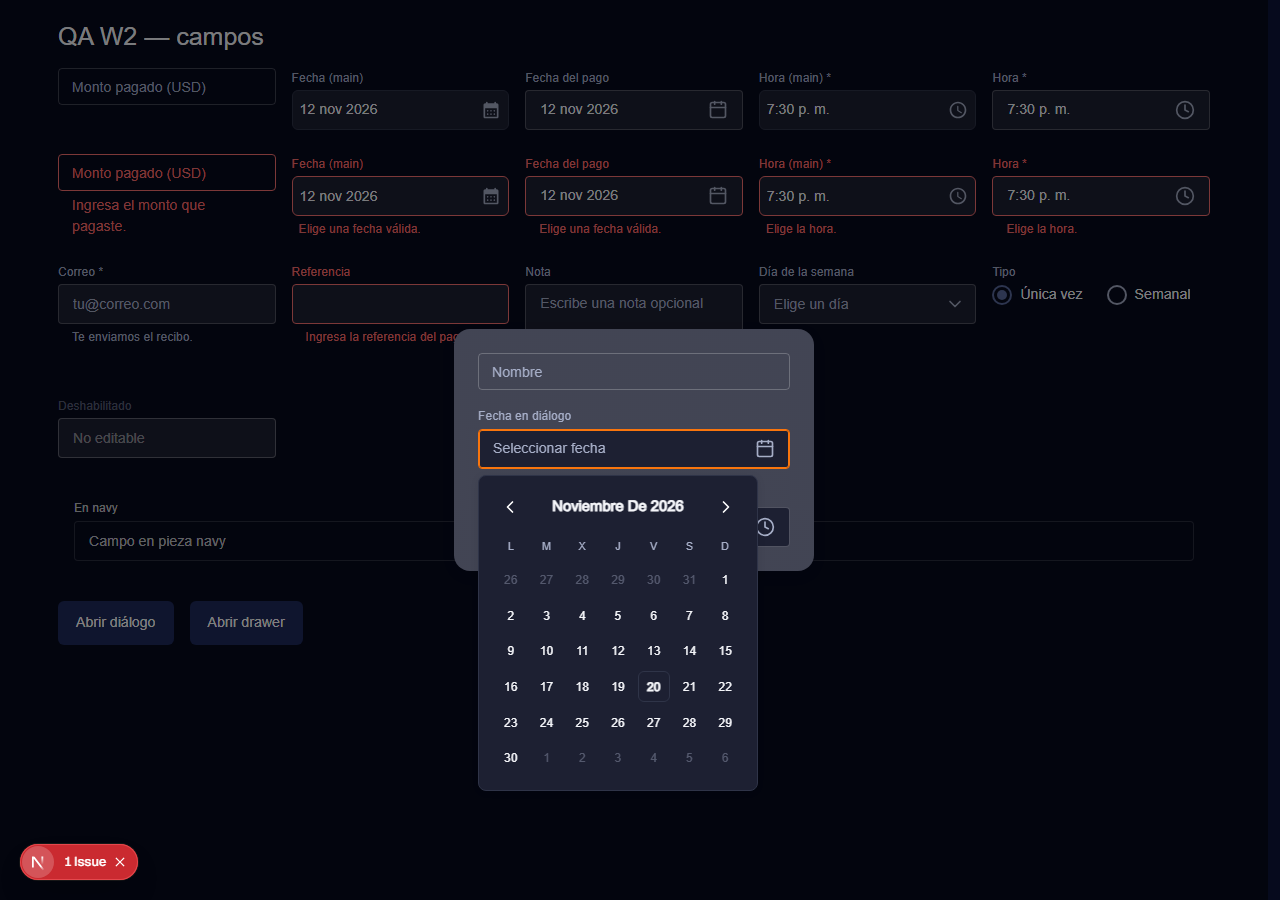 QA W2 — campos
Monto pagado (USD)
Fecha (main)
12 nov 2026
Fecha del pago
12 nov 2026
Hora (main) *
7:30 p. m.
Hora *
7:30 p. m.
Monto pagado (USD)
Ingresa el monto que
pagaste.
Fecha (main)
12 nov 2026
Elige una fecha válida.
Fecha del pago
12 nov 2026
Elige una fecha válida.
Hora (main) *
7:30 p. m.
Elige la hora.
Hora *
7:30 p. m.
Elige la hora.
Correo *
tu@correo.com
Te enviamos el recibo.
Referencia
Ingresa la referencia del
Nota
Escribe una nota opcional
Día de la semana
Elige un día
Tipo
Única vez
Semanal
Nombre
Fecha en diálogo
Seleccionar fecha
Noviembre De 2026
L M X J V S D
26 27 28 29 30 31 1
2 3 4 5 6 7 8
9 10 11 12 13 14 15
16 17 18 19 20 21 22
23 24 25 26 27 28 29
30 1 2 3 4 5 6
Deshabilitado
No editable
En navy
Campo en pieza navy
Abrir diálogo
Abrir drawer
N
1 Issue